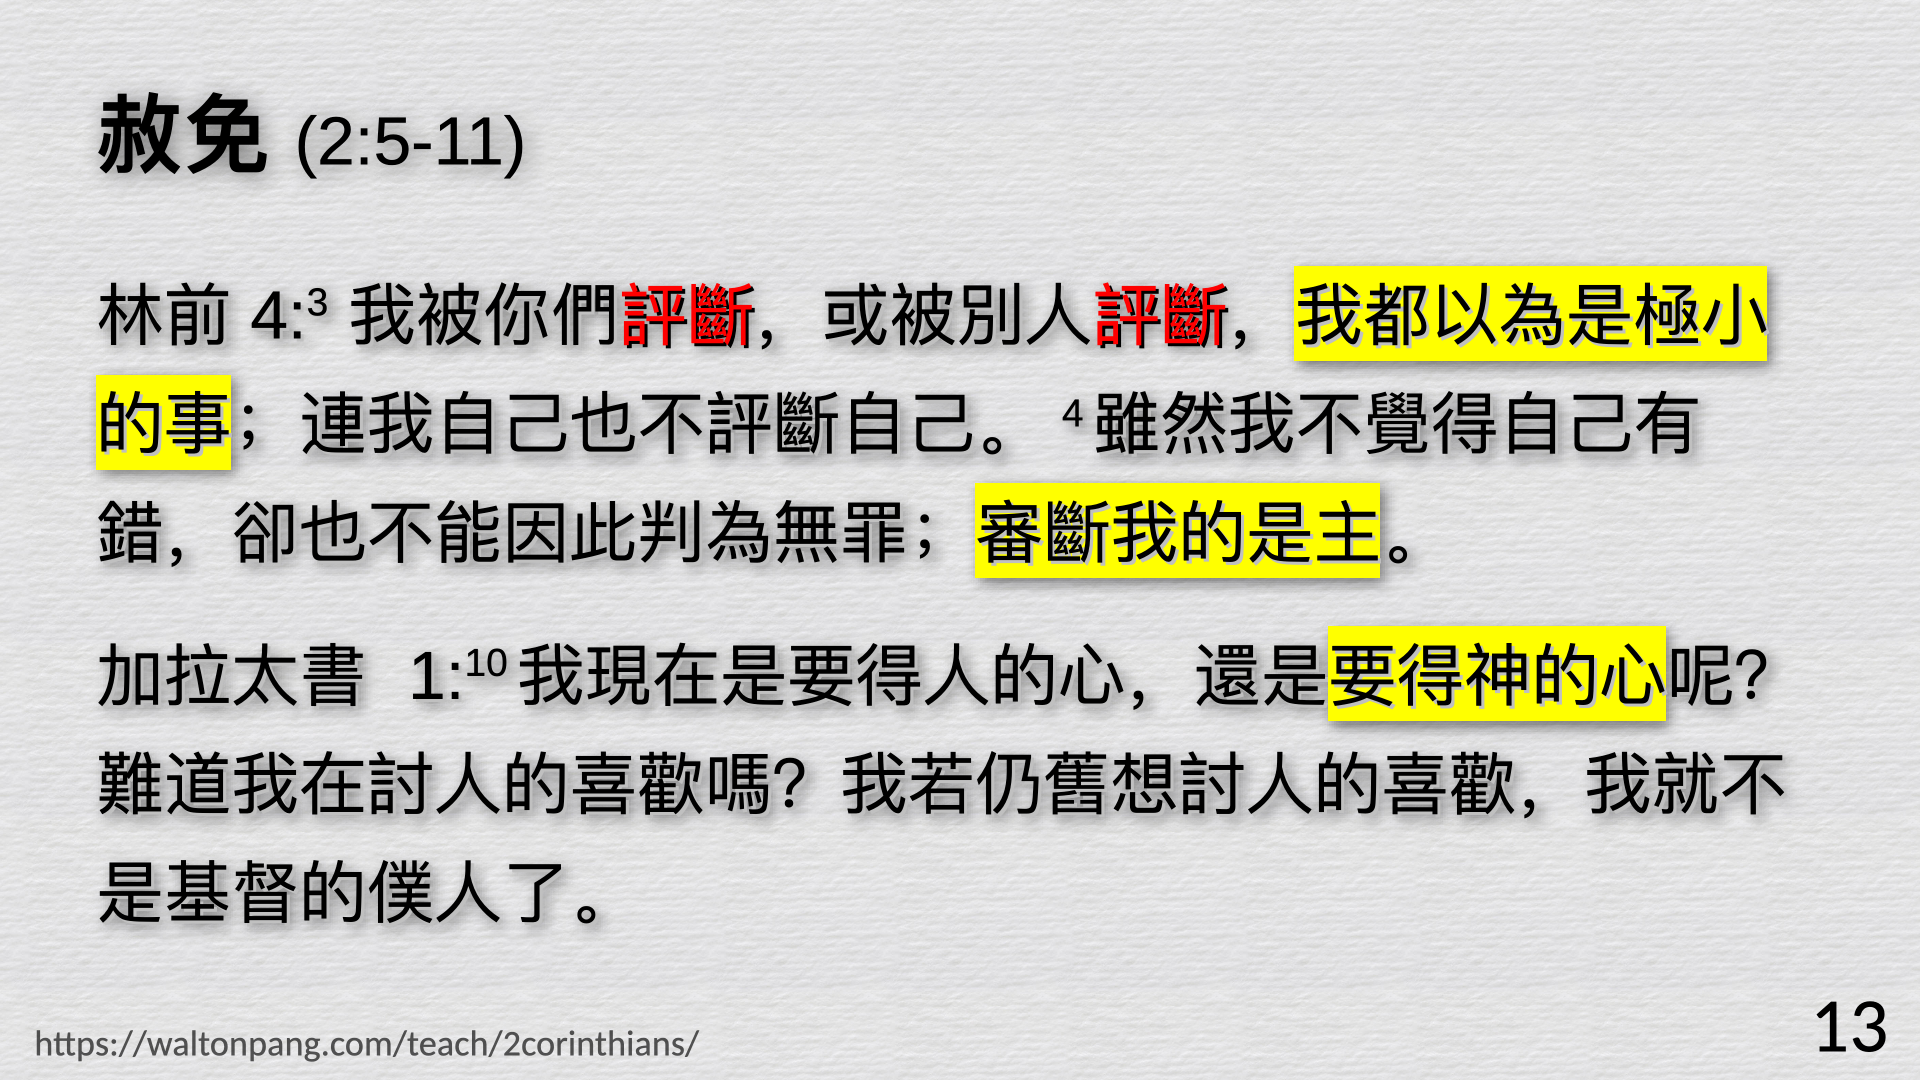 赦免 (2:5-11)
林前 4:3 我被你們評斷，或被別人評斷，我都以為是極小
的事；連我自己也不評斷自己。 4 雖然我不覺得自己有
錯，卻也不能因此判為無罪；審斷我的是主。
加拉太書 1:10 我現在是要得人的心，還是要得神的心呢?
難道我在討人的喜歡嗎? 我若仍舊想討人的喜歡，我就不
是基督的僕人了。
https://waltonpang.com/teach/2corinthians/
13